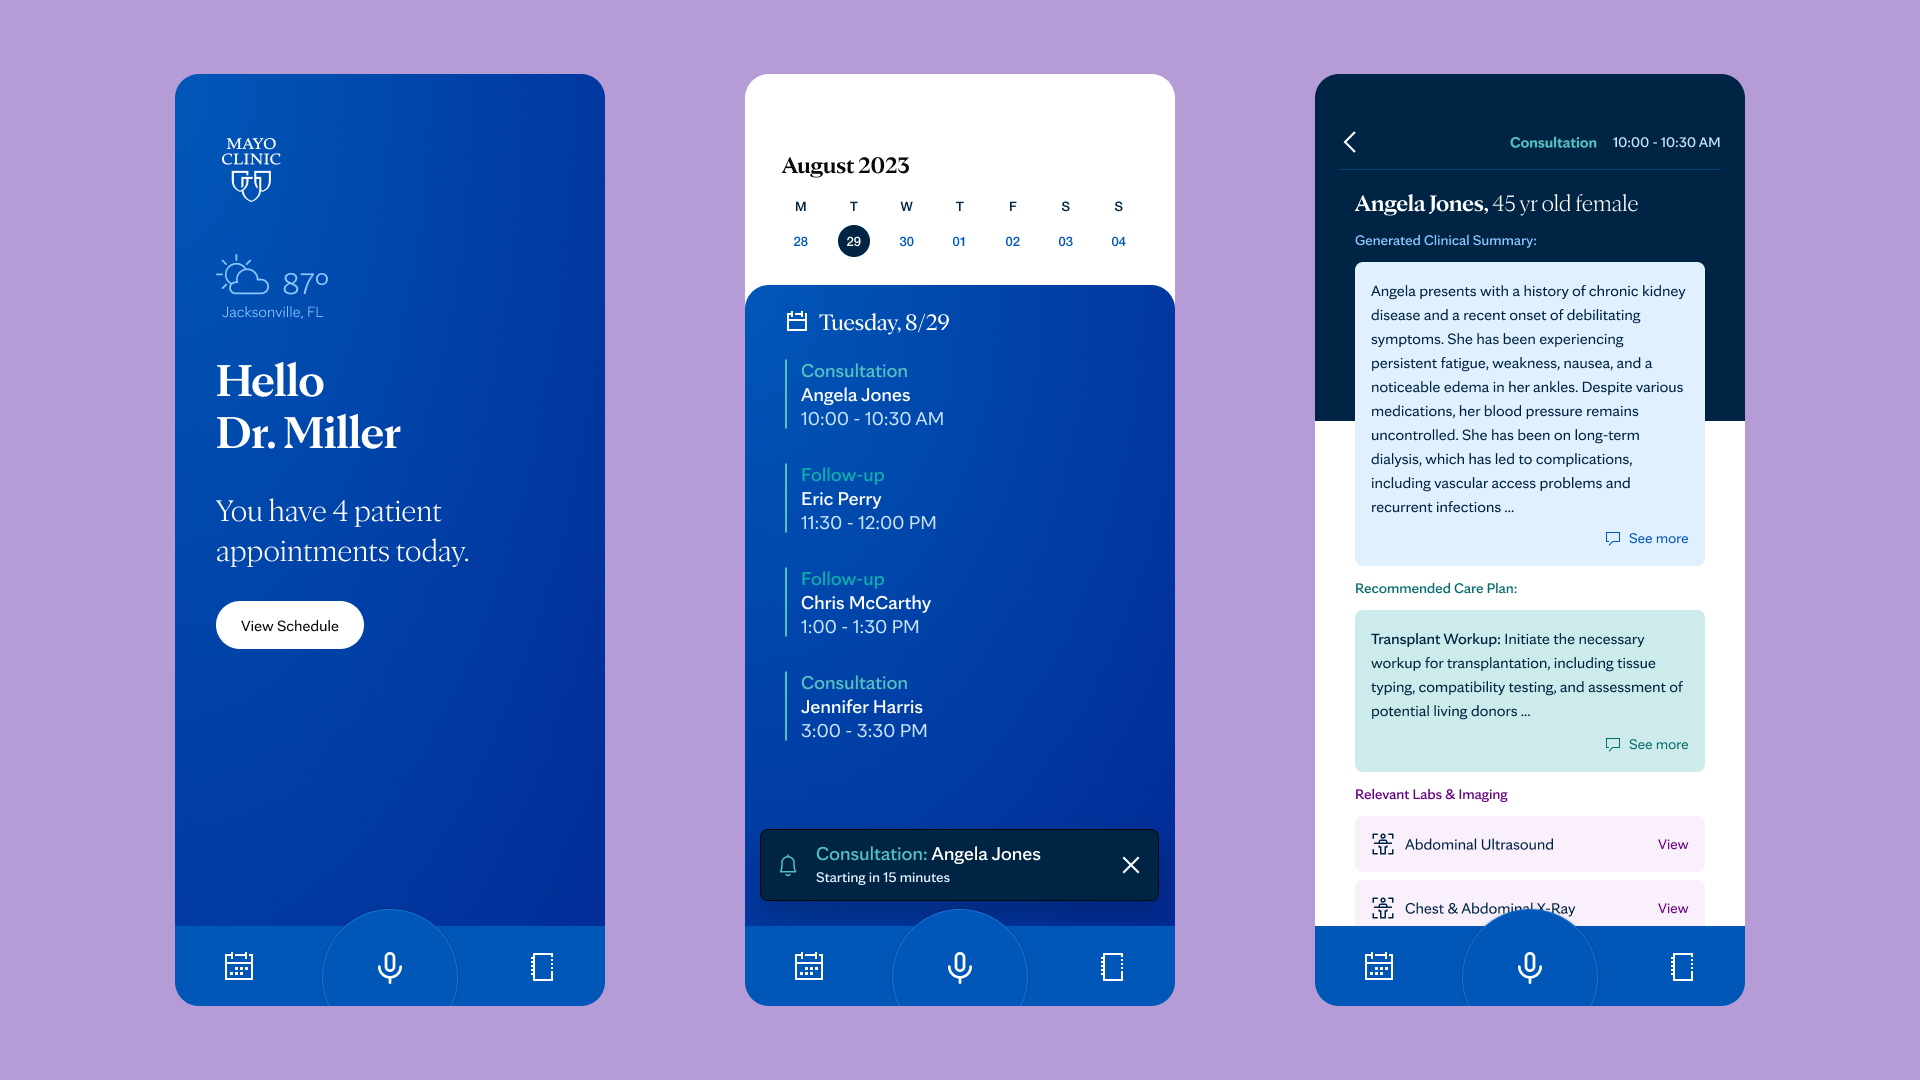 MAYO
CLINIC
87°
Jacksonville, FL
Hello
Dr. Miller
You have 4 patient
appointments today.
View Schedule
August 2023
M T W T F S S
28 29 30 01 02 03 04
Tuesday, 8/29
Consultation
Angela Jones
10:00 - 10:30 AM
Follow-up
Eric Perry
11:30 - 12:00 PM
Follow-up
Chris McCarthy
1:00 - 1:30 PM
Consultation
Jennifer Harris
3:00 - 3:30 PM
Consultation: Angela Jones
Starting in 15 minutes
Consultation 10:00 - 10:30 AM
Angela Jones, 45 yr old female
Generated Clinical Summary:
Angela presents with a history of chronic kidney
disease and a recent onset of debilitating
symptoms. She has been experiencing
persistent fatigue, weakness, nausea, and a
noticeable edema in her ankles. Despite various
medications, her blood pressure remains
uncontrolled. She has been on long-term
dialysis, which has led to complications,
including vascular access problems and
recurrent infections ...
See more
Recommended Care Plan:
Transplant Workup: Initiate the necessary
workup for transplantation, including tissue
typing, compatibility testing, and assessment of
potential living donors ...
See more
Relevant Labs & Imaging
Abdominal Ultrasound View
Chest & Abdominal X-Ray View